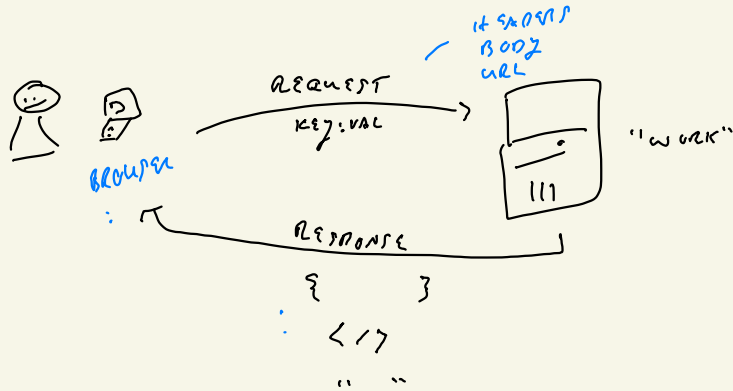 HEADERS
BODY
URL
REQUEST
KEY:VAL
"WORK"
BROWSER
:
RESPONSE
{ }
:
</>
" "